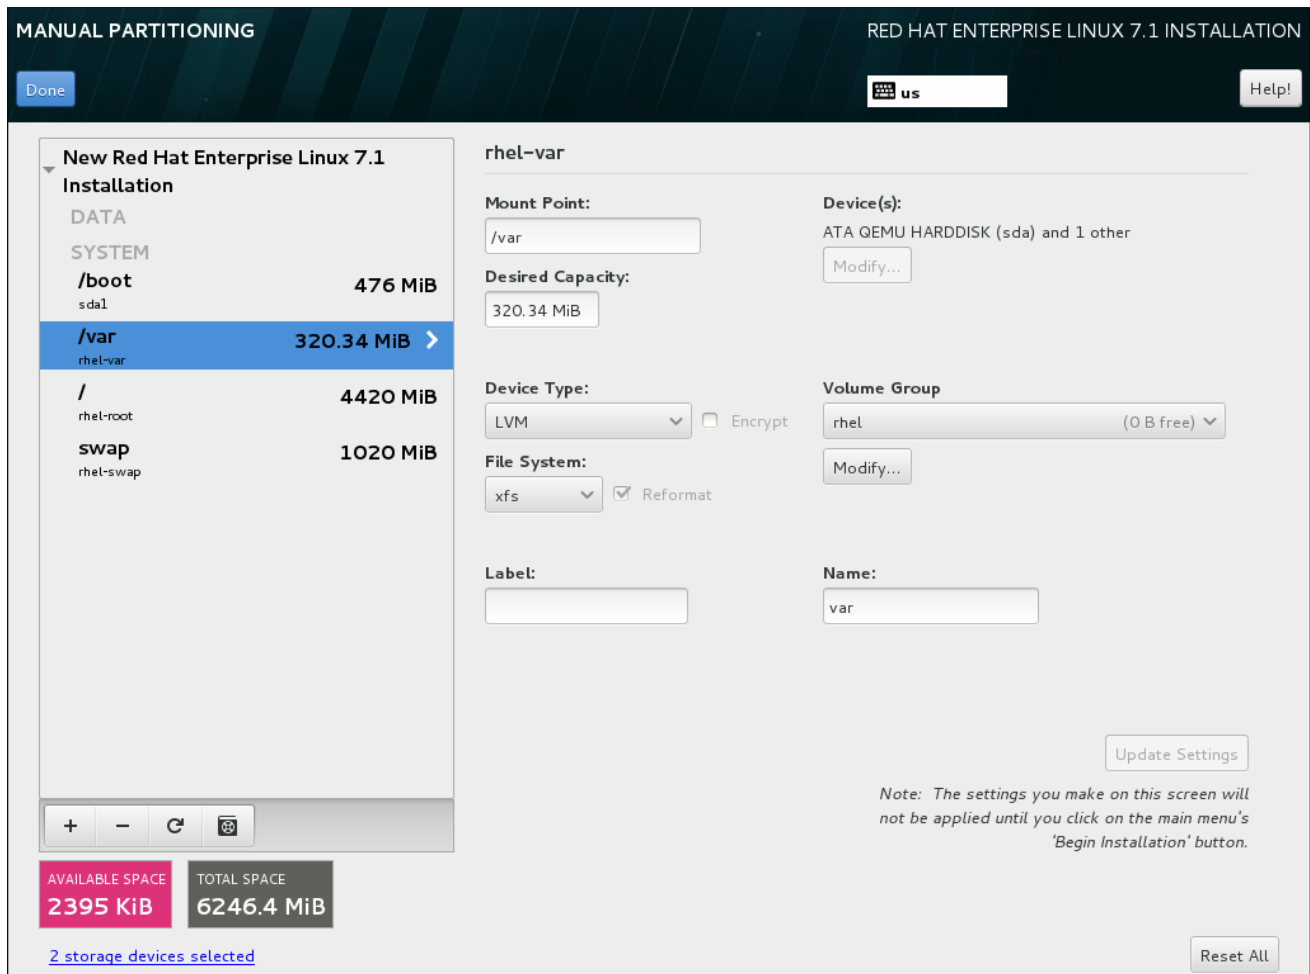 MANUAL PARTITIONING
RED HAT ENTERPRISE LINUX 7.1 INSTALLATION
Done
us
Help!
New Red Hat Enterprise Linux 7.1
Installation
DATA
SYSTEM
/boot 476 MiB
sda1
/var 320.34 MiB
rhel-var
/ 4420 MiB
rhel-root
swap 1020 MiB
rhel-swap
+ −
AVAILABLE SPACE
2395 KiB
TOTAL SPACE
6246.4 MiB
2 storage devices selected
rhel-var
Mount Point:
/var
Desired Capacity:
320.34 MiB
Device(s):
ATA QEMU HARDDISK (sda) and 1 other
Modify...
Device Type:
LVM
Encrypt
File System:
xfs
Reformat
Volume Group
rhel (0 B free)
Modify...
Label:
Name:
var
Update Settings
Note: The settings you make on this screen will
not be applied until you click on the main menu's
'Begin Installation' button.
Reset All